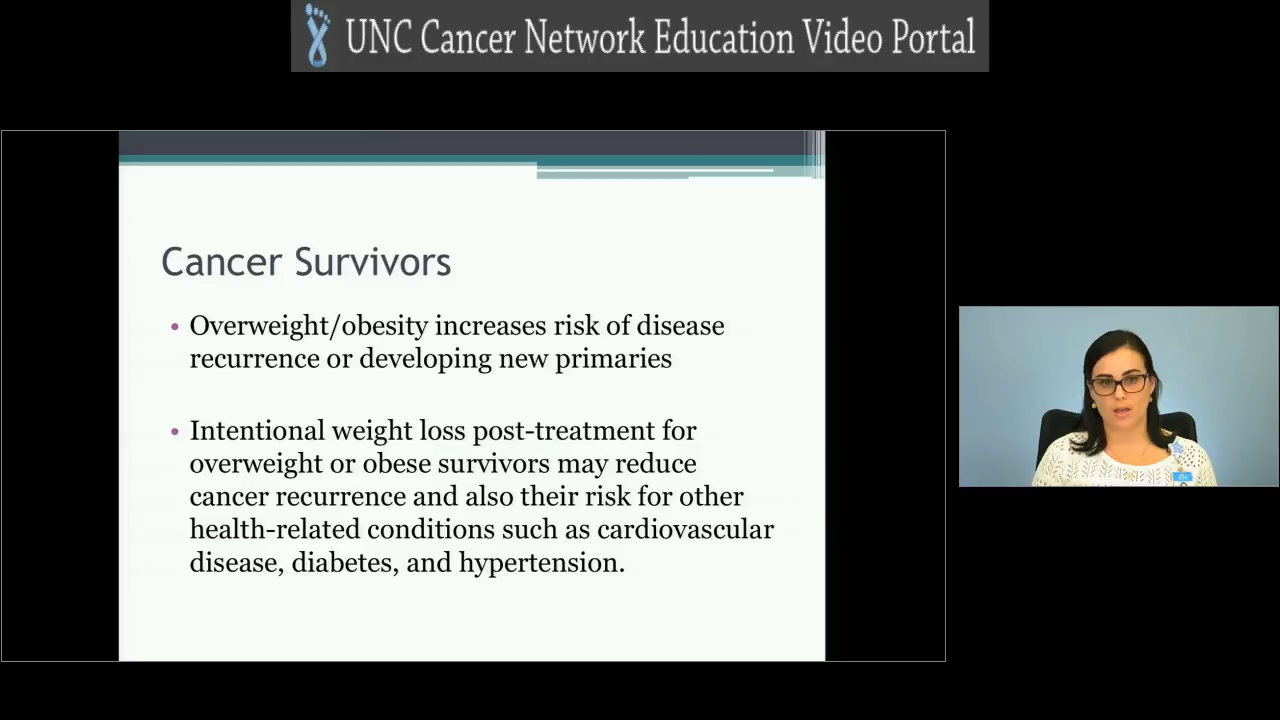 UNC Cancer Network Education Video Portal
Cancer Survivors
• Overweight/obesity increases risk of disease
recurrence or developing new primaries
• Intentional weight loss post-treatment for
overweight or obese survivors may reduce
cancer recurrence and also their risk for other
health-related conditions such as cardiovascular
disease, diabetes, and hypertension.